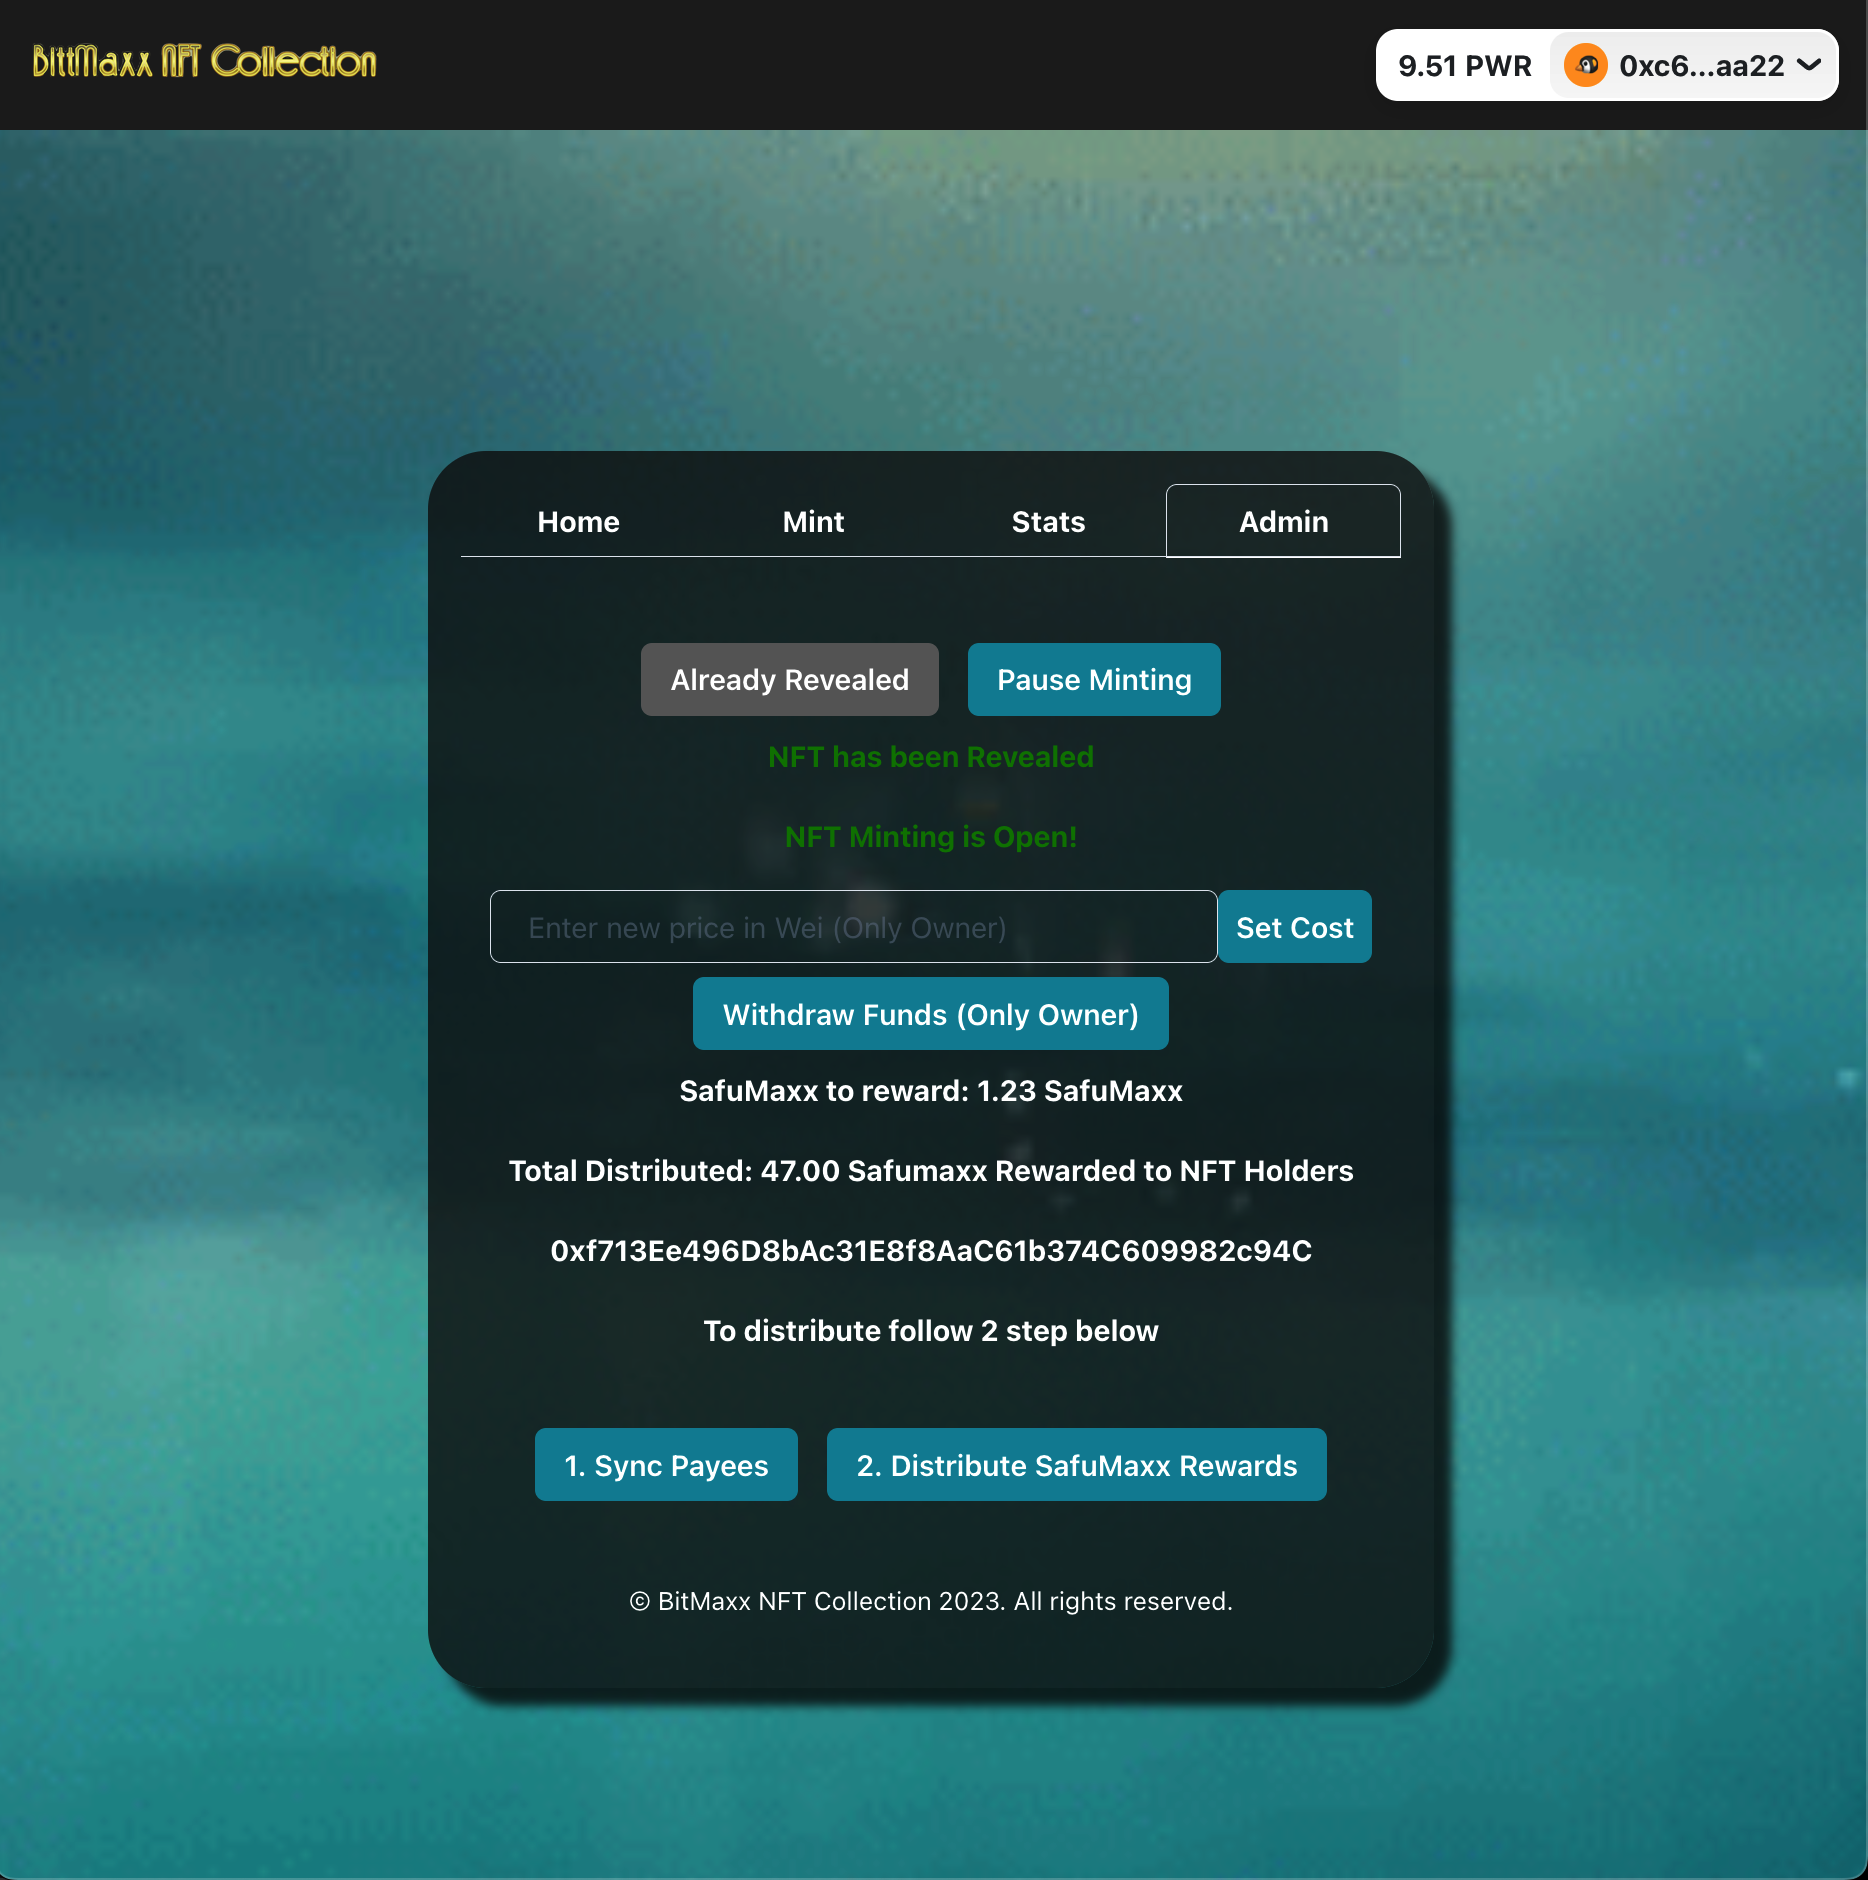 BittMaxx NFT Collection
9.51 PWR 0xc6...aa22
Home Mint Stats Admin
Already Revealed Pause Minting
NFT has been Revealed
NFT Minting is Open!
Enter new price in Wei (Only Owner) Set Cost
Withdraw Funds (Only Owner)
SafuMaxx to reward: 1.23 SafuMaxx
Total Distributed: 47.00 Safumaxx Rewarded to NFT Holders
0xf713Ee496D8bAc31E8f8AaC61b374C609982c94C
To distribute follow 2 step below
1. Sync Payees 2. Distribute SafuMaxx Rewards
© BitMaxx NFT Collection 2023. All rights reserved.